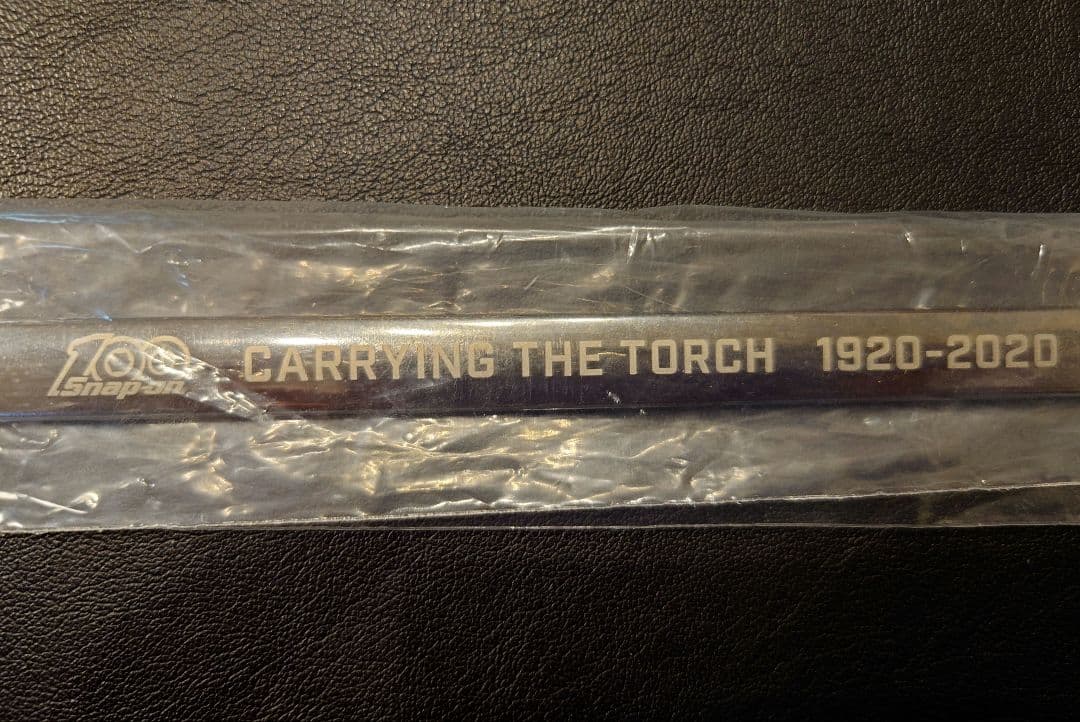 100
Snap-on
CARRYING THE TORCH 1920-2020